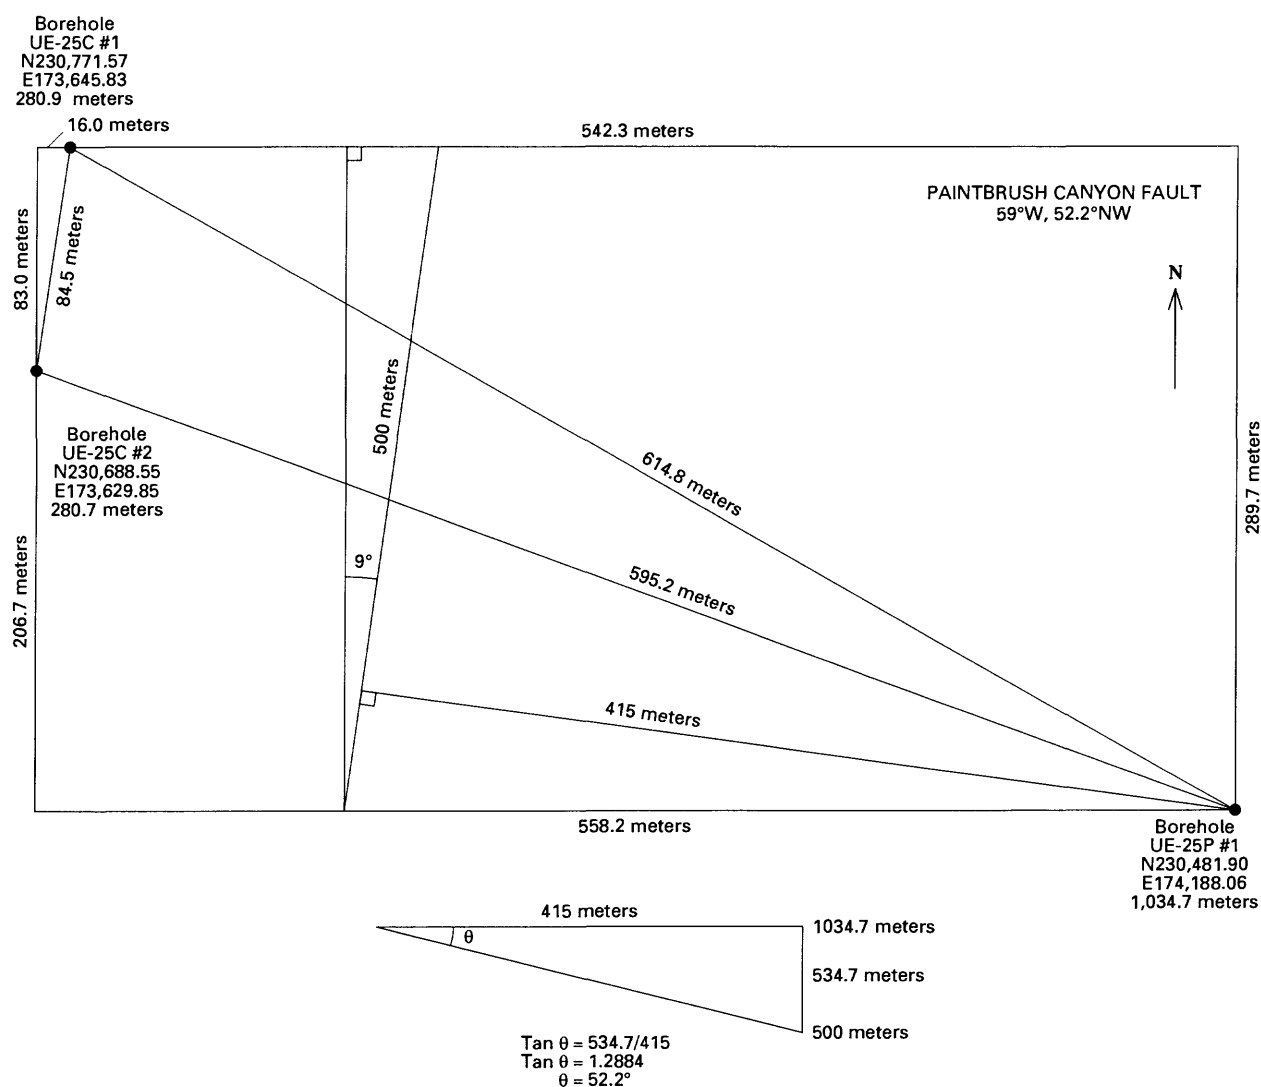 Borehole
UE-25C #1
N230,771.57
E173,645.83
280.9 meters
16.0 meters
542.3 meters
PAINTBRUSH CANYON FAULT
59°W, 52.2°NW
N
83.0 meters
84.5 meters
500 meters
614.8 meters
289.7 meters
Borehole
UE-25C #2
N230,688.55
E173,629.85
280.7 meters
9°
595.2 meters
206.7 meters
415 meters
558.2 meters
Borehole
UE-25P #1
N230,481.90
E174,188.06
1,034.7 meters
415 meters
1034.7 meters
θ
534.7 meters
500 meters
Tan θ = 534.7/415
Tan θ = 1.2884
θ = 52.2°